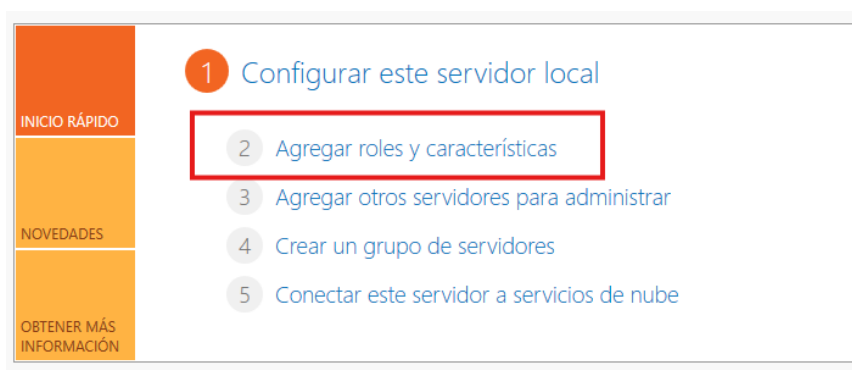 INICIO RÁPIDO
NOVEDADES
OBTENER MÁS
INFORMACIÓN
1 Configurar este servidor local
2 Agregar roles y características
3 Agregar otros servidores para administrar
4 Crear un grupo de servidores
5 Conectar este servidor a servicios de nube